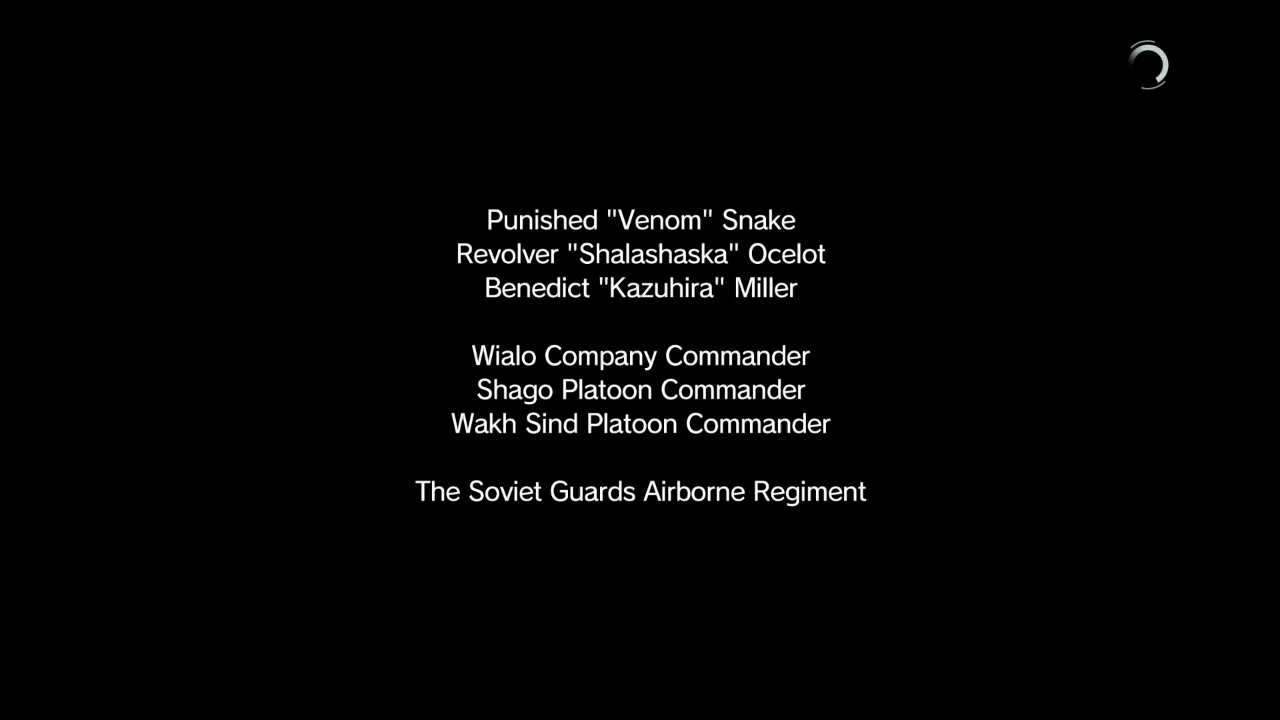 Punished "Venom" Snake
Revolver "Shalashaska" Ocelot
Benedict "Kazuhira" Miller
Wialo Company Commander
Shago Platoon Commander
Wakh Sind Platoon Commander
The Soviet Guards Airborne Regiment